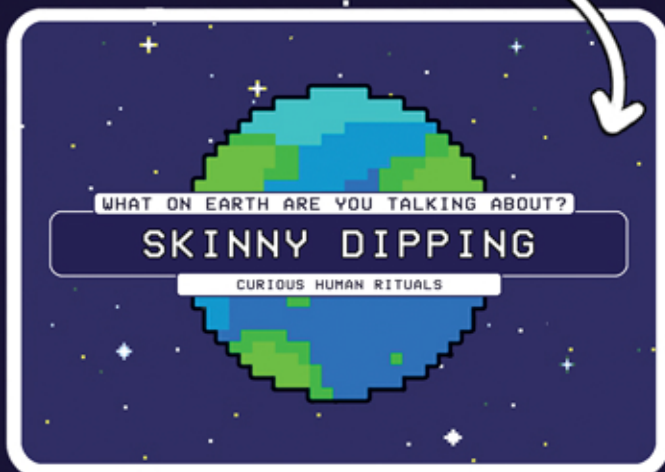 WHAT ON EARTH ARE YOU TALKING ABOUT?
SKINNY DIPPING
CURIOUS HUMAN RITUALS